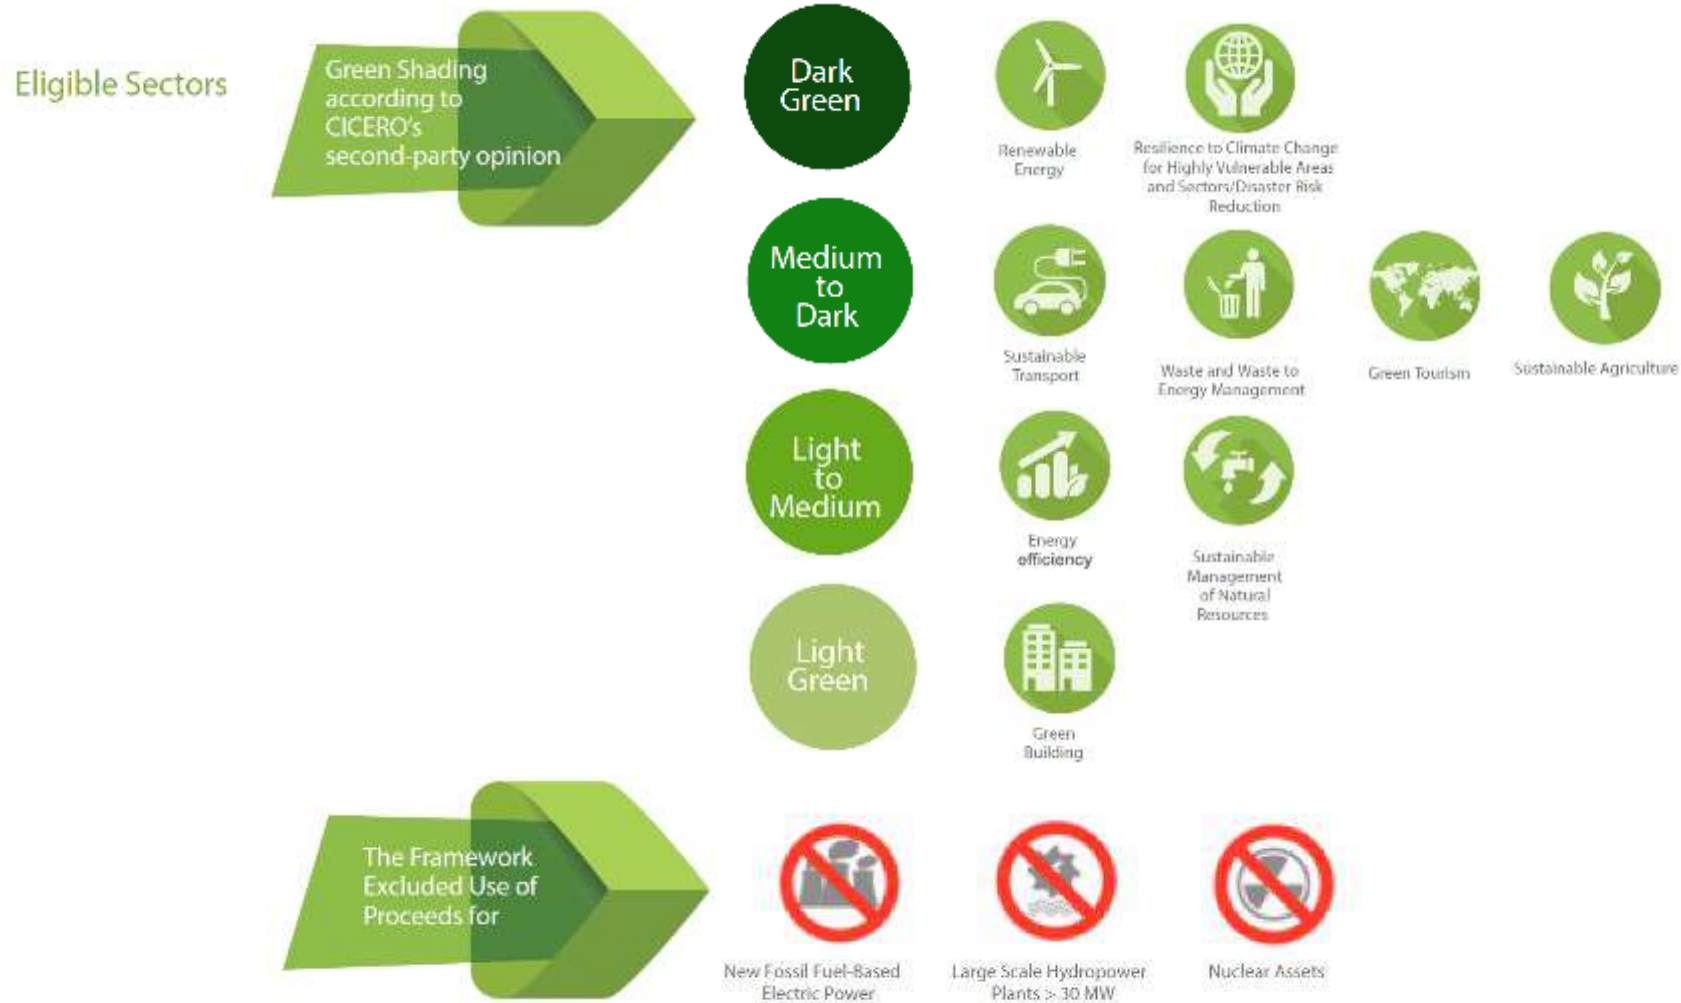 Eligible Sectors
Green Shading
according to
CICERO's
second-party opinion
Dark
Green
Renewable
Energy
Resilience to Climate Change
for Highly Vulnerable Areas
and Sectors/Disaster Risk
Reduction
Medium
to
Dark
Sustainable
Transport
Waste and Waste to
Energy Management
Green Tourism
Sustainable Agriculture
Light
to
Medium
Energy
efficiency
Sustainable
Management
of Natural
Resources
Light
Green
Green
Building
The Framework
Excluded Use of
Proceeds for
New Fossil Fuel-Based
Electric Power
Large Scale Hydropower
Plants > 30 MW
Nuclear Assets